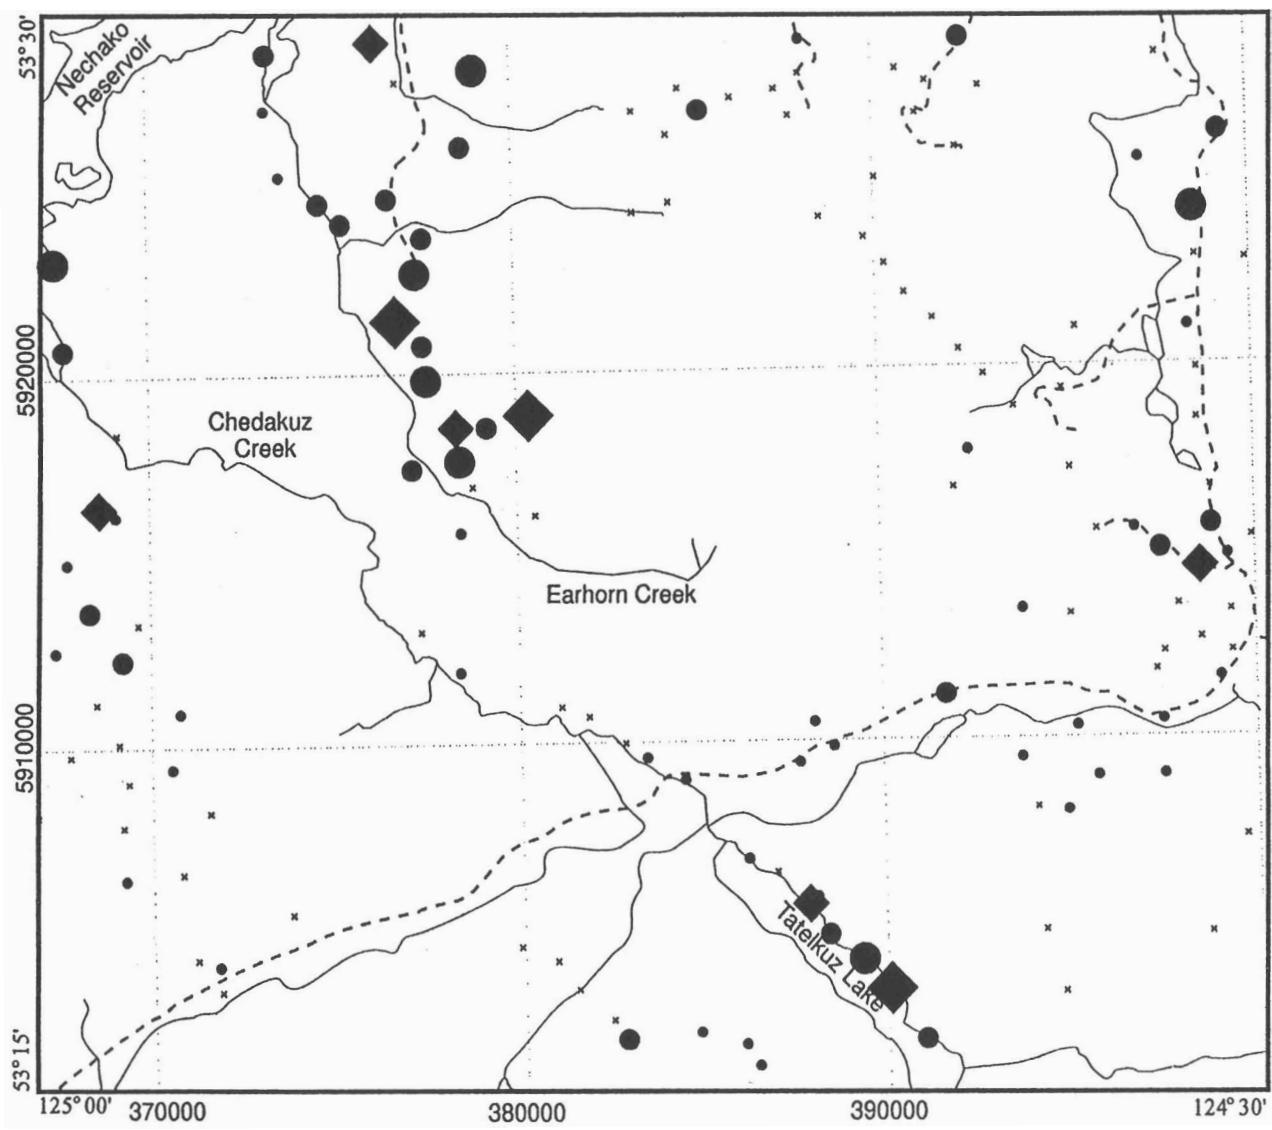 53°30'
Nechako
Reservoir
5920000
Chedakuz
Creek
Earhorn Creek
5910000
Tatelkuz Lake
53°15'
125°00'
370000
380000
390000
124°30'